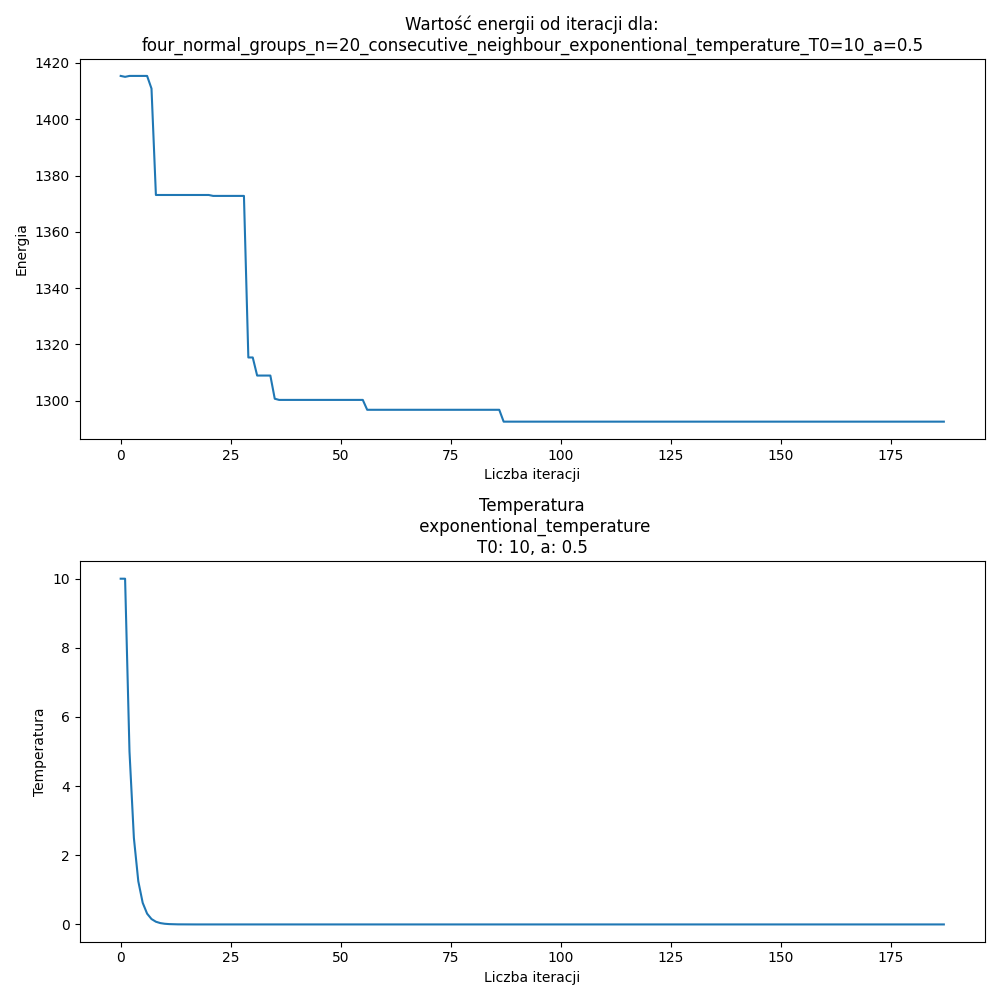 Wartość energii od iteracji dla:
four_normal_groups_n=20_consecutive_neighbour_exponentional_temperature_T0=10_a=0.5
1420
1400
1380
1360
1340
1320
1300
Energia
0 25 50 75 100 125 150 175
Liczba iteracji
Temperatura
exponentional_temperature
T0: 10, a: 0.5
10
8
6
4
2
0
Temperatura
0 25 50 75 100 125 150 175
Liczba iteracji